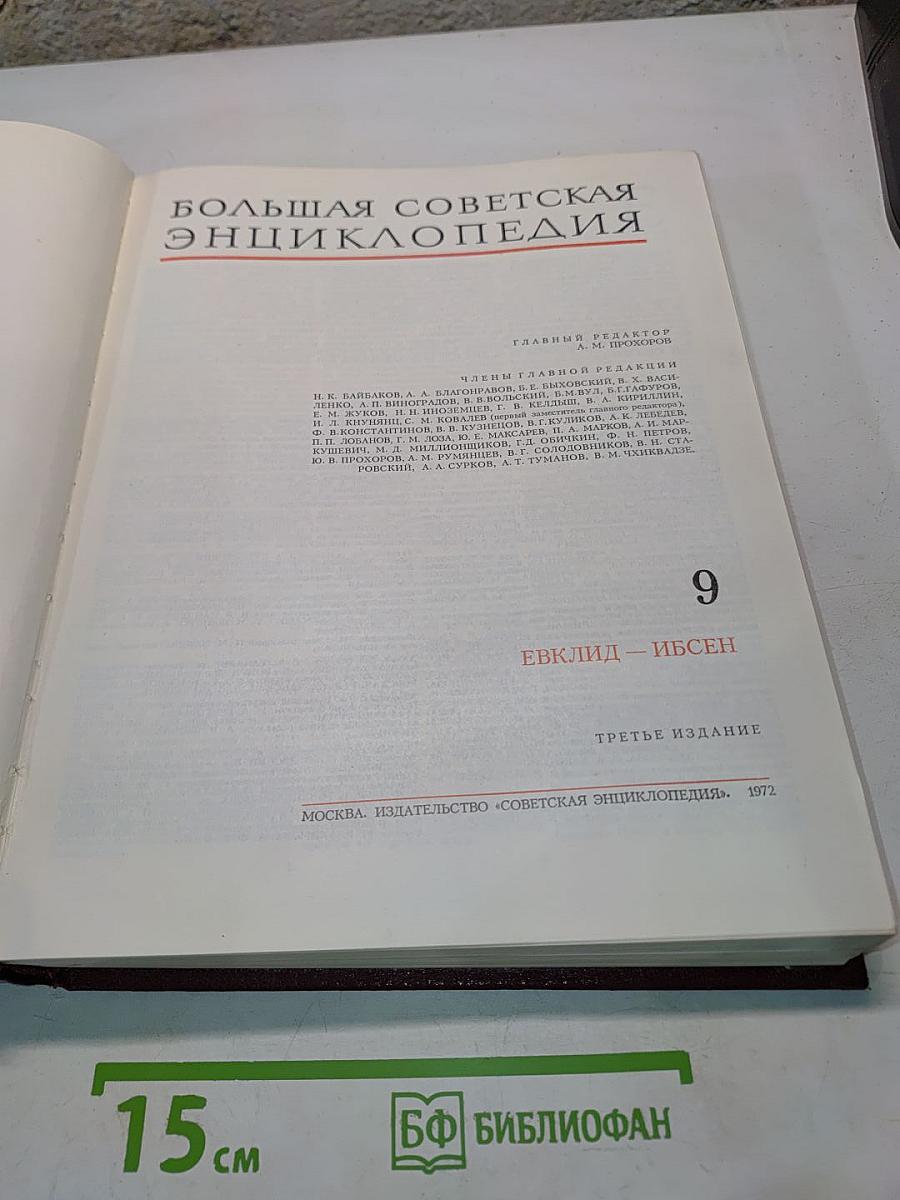 БОЛЬШАЯ СОВЕТСКАЯ
ЭНЦИКЛОПЕДИЯ
ГЛАВНЫЙ РЕДАКТОР
А. М. ПРОХОРОВ
ЧЛЕНЫ ГЛАВНОЙ РЕДАКЦИИ
Н. К. БАЙБАКОВ, А. А. БЛАГОНРАВОВ, Б. Е. БЫХОВСКИЙ, В. Х. ВАСИ-
ЛЕНКО, А. П. ВИНОГРАДОВ, В. В. ВОЛЬСКИЙ, Б. М. ВУЛ, Б. Г. ГАФУРОВ,
Е. М. ЖУКОВ, Н. Н. ИНОЗЕМЦЕВ, Г. В. КЕЛДЫШ, В. А. КИРИЛЛИН,
И. Л. КНУНЯНЦ, С. М. КОВАЛЕВ (первый заместитель главного редактора),
Ф. В. КОНСТАНТИНОВ, В. В. КУЗНЕЦОВ, В. Г. КУЛИКОВ, А. К. ЛЕБЕДЕВ,
П. П. ЛОБАНОВ, Г. М. ЛОЗА, Ю. Е. МАКСАРЕВ, П. А. МАРКОВ, А. И. МАР-
КУШЕВИЧ, М. Д. МИЛЛИОНЩИКОВ, Г. Д. ОБИЧКИН, Ф. Н. ПЕТРОВ,
Ю. В. ПРОХОРОВ, А. М. РУМЯНЦЕВ, В. Г. СОЛОДОВНИКОВ, В. Н. СТА-
РОВСКИЙ, А. А. СУРКОВ, А. Т. ТУМАНОВ, В. М. ЧХИКВАДЗЕ.
9
ЕВКЛИД — ИБСЕН
ТРЕТЬЕ ИЗДАНИЕ
МОСКВА. ИЗДАТЕЛЬСТВО «СОВЕТСКАЯ ЭНЦИКЛОПЕДИЯ». 1972
15 см
БФ БИБЛИОФАН